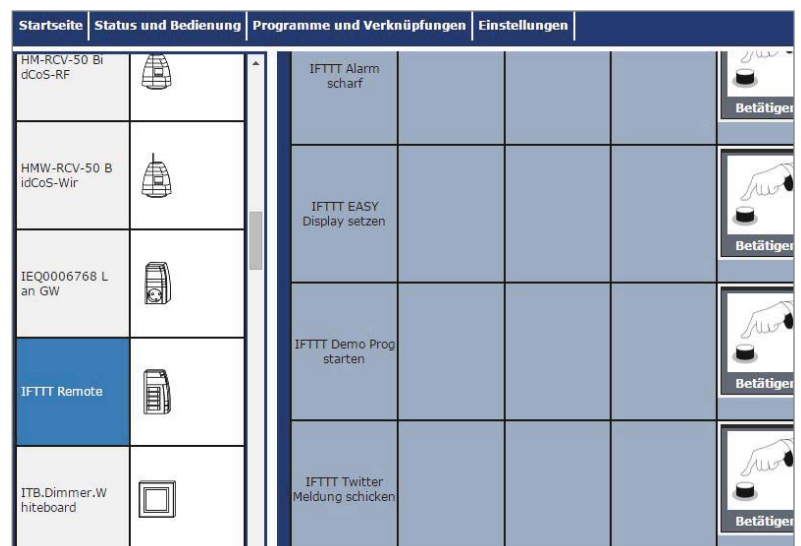 Startseite Status und Bedienung Programme und Verknüpfungen Einstellungen
HM-RCV-50 Bi
dCoS-RF
HMW-RCV-50 B
idCoS-Wir
IEQ0006768 L
an GW
IFTTT Remote
ITB.Dimmer.W
hiteboard
IFTTT Alarm
scharf
Betätigen
IFTTT EASY
Display setzen
Betätigen
IFTTT Demo Prog
starten
Betätigen
IFTTT Twitter
Meldung schicken
Betätigen